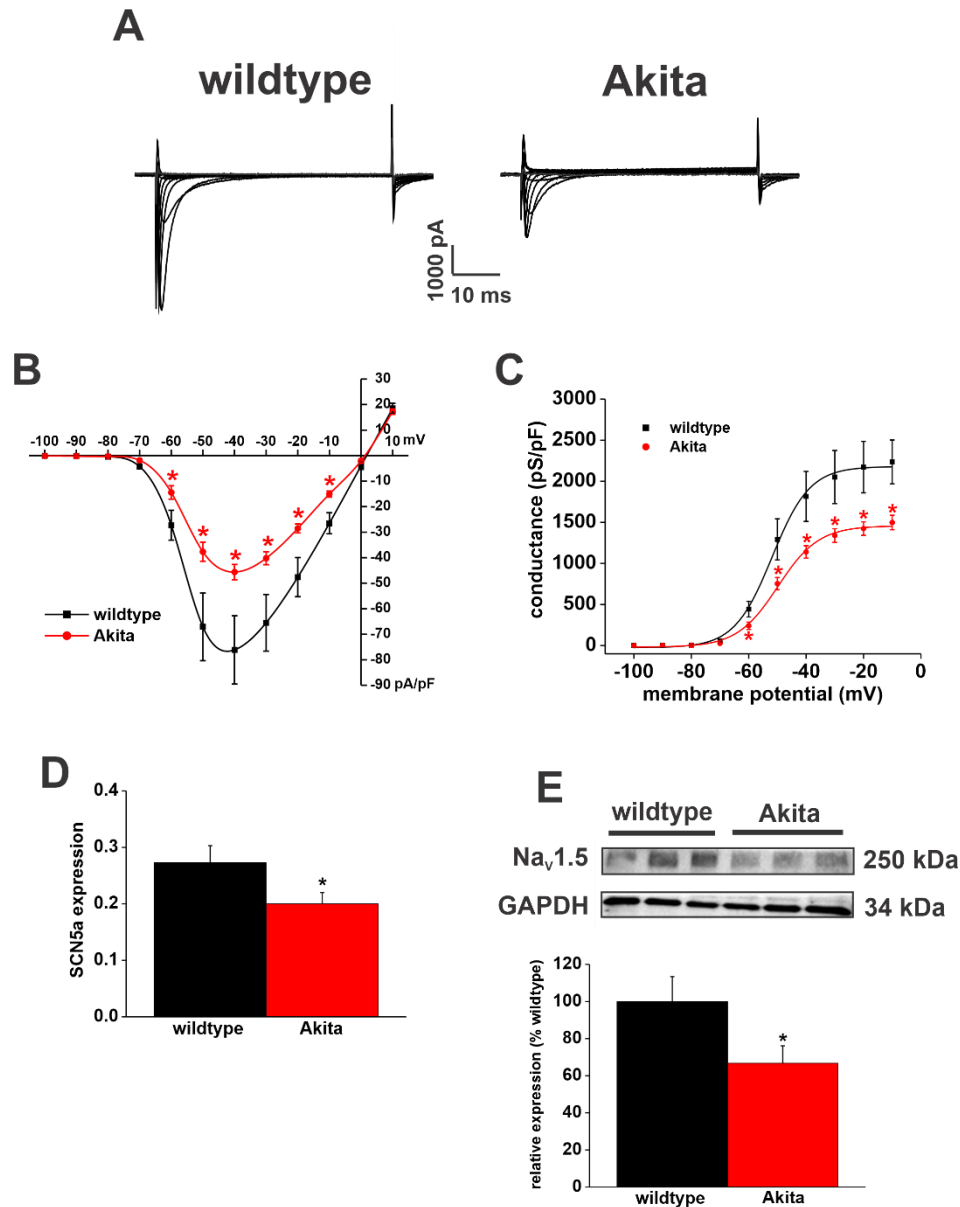 A
wildtype
Akita
1000 pA
10 ms
B
30
20
10
-100 -90 -80 -70 -60 -50 -40 -30 -20 -10 10 mV
-10
-20
-30
-40
-50
-60
-70
-80
-90 pA/pF
* * * * * *
wildtype
Akita
C
conductance (pS/pF)
3000
2500
2000
1500
1000
500
0
wildtype
Akita
* * * * * *
-100 -80 -60 -40 -20 0
membrane potential (mV)
D
SCN5a expression
0.4
0.3
0.2
0.1
0.0
*
wildtype Akita
E
wildtype Akita
Nav1.5 250 kDa
GAPDH 34 kDa
relative expression (% wildtype)
120
100
80
60
40
20
0
*
wildtype Akita